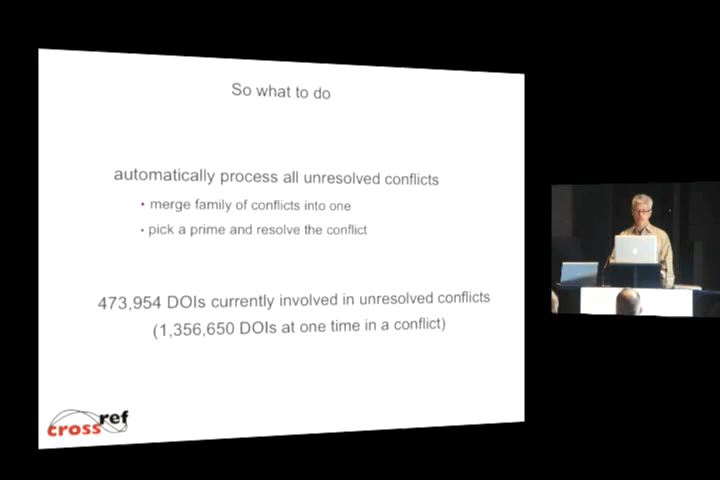 So what to do
automatically process all unresolved conflicts
• merge family of conflicts into one
• pick a prime and resolve the conflict
473,954 DOIs currently involved in unresolved conflicts
(1,356,650 DOIs at one time in a conflict)
crossref